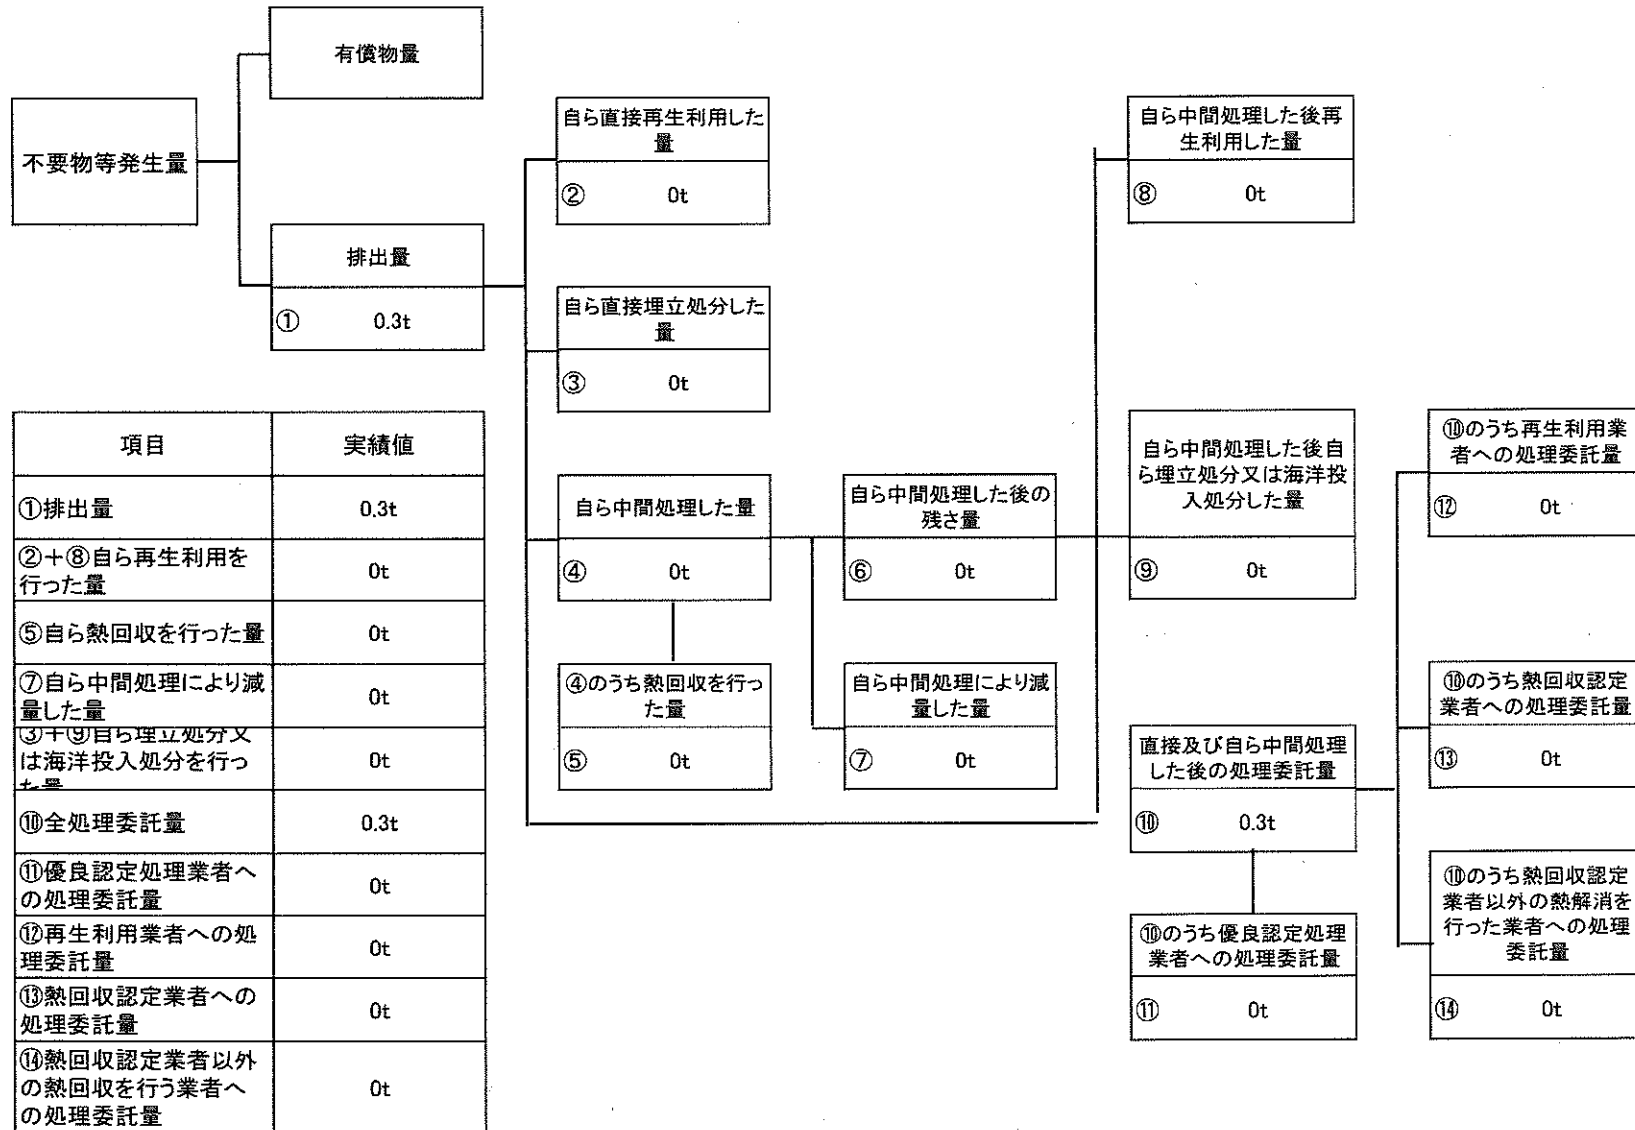 有償物量
不要物等発生量
排出量
① 0.3t
自ら直接再生利用した
量
② 0t
自ら直接埋立処分した
量
③ 0t
自ら中間処理した量
④ 0t
④のうち熱回収を行っ
た量
⑤ 0t
自ら中間処理した後の
残さ量
⑥ 0t
自ら中間処理により減
量した量
⑦ 0t
自ら中間処理した後再
生利用した量
⑧ 0t
自ら中間処理した後自
ら埋立処分又は海洋投
入処分した量
⑨ 0t
直接及び自ら中間処理
した後の処理委託量
⑩ 0.3t
⑩のうち優良認定処理
業者への処理委託量
⑪ 0t
⑩のうち再生利用業
者への処理委託量
⑫ 0t
⑩のうち熱回収認定
業者への処理委託量
⑬ 0t
⑩のうち熱回収認定
業者以外の熱解消を
行った業者への処理
委託量
⑭ 0t
項目 実績値
①排出量 0.3t
②+⑧自ら再生利用を
行った量 0t
⑤自ら熱回収を行った量 0t
⑦自ら中間処理により減
量した量 0t
③+⑨自ら埋立処分又
は海洋投入処分を行っ
た量 0t
⑩全処理委託量 0.3t
⑪優良認定処理業者へ
の処理委託量 0t
⑫再生利用業者への処
理委託量 0t
⑬熱回収認定業者への
処理委託量 0t
⑭熱回収認定業者以外
の熱回収を行う業者へ
の処理委託量 0t